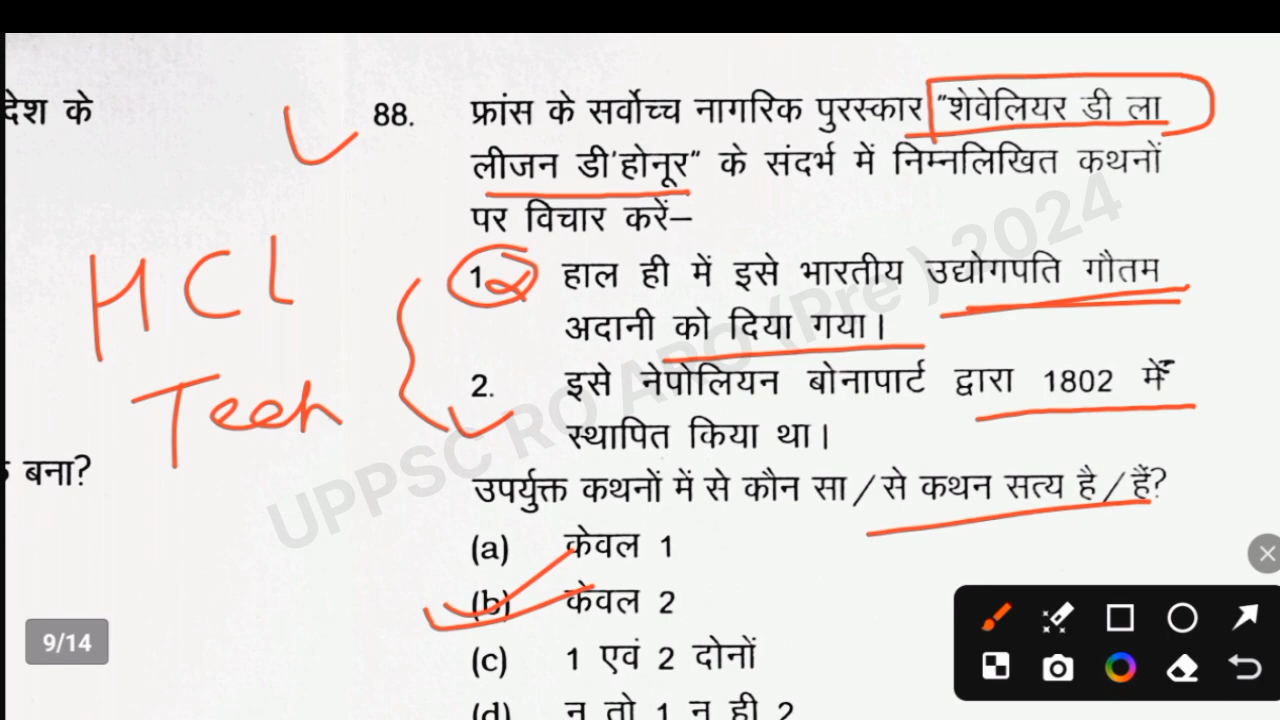 देश के
88. फ्रांस के सर्वोच्च नागरिक पुरस्कार "शेवेलियर डी ला
लीजन डी'होनूर" के संदर्भ में निम्नलिखित कथनों
पर विचार करें–
1. हाल ही में इसे भारतीय उद्योगपति गौतम
अदानी को दिया गया।
2. इसे नेपोलियन बोनापार्ट द्वारा 1802 में
स्थापित किया था।
उपर्युक्त कथनों में से कौन सा/से कथन सत्य है/हैं?
(a) केवल 1
(b) केवल 2
(c) 1 एवं 2 दोनों
(d) न तो 1 न ही 2
HCL
Tech
बना?
UPPSC RO ARO (Pre) 2024
9/14